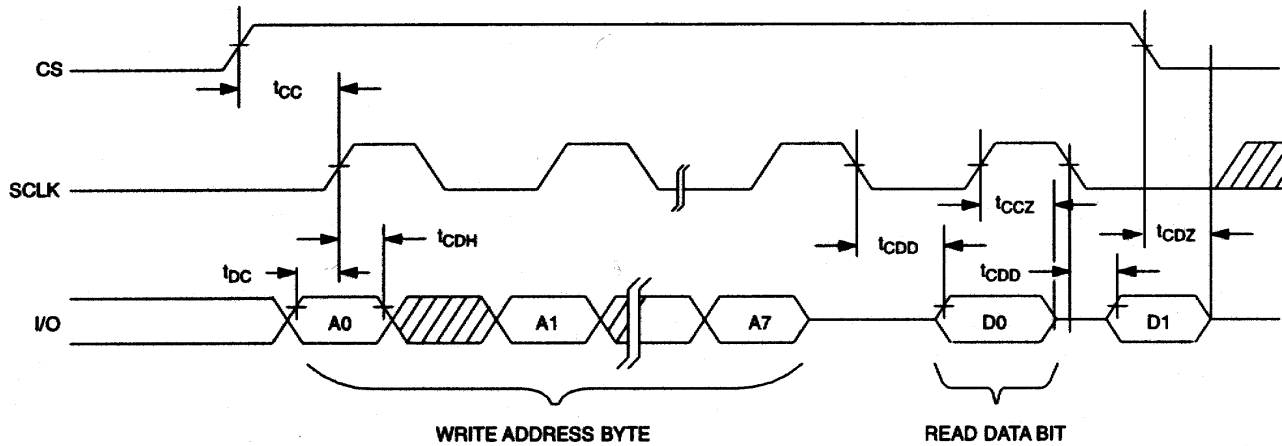 CS
tCC
SCLK
tCCZ
tCDH
tCDD
tCDZ
tDC
tCDD
I/O
A0
A1
A7
D0
D1
WRITE ADDRESS BYTE
READ DATA BIT